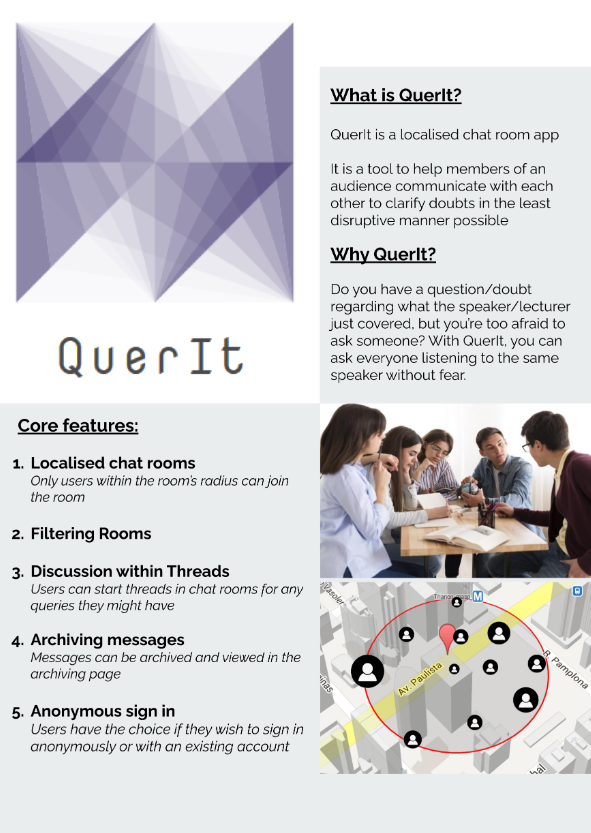 QuerIt
What is QuerIt?
QuerIt is a localised chat room app
It is a tool to help members of an
audience communicate with each
other to clarify doubts in the least
disruptive manner possible
Why QuerIt?
Do you have a question/doubt
regarding what the speaker/lecturer
just covered, but you're too afraid to
ask someone? With QuerIt, you can
ask everyone listening to the same
speaker without fear.
Core features:
1. Localised chat rooms
Only users within the room's radius can join
the room
2. Filtering Rooms
3. Discussion within Threads
Users can start threads in chat rooms for any
queries they might have
4. Archiving messages
Messages can be archived and viewed in the
archiving page
5. Anonymous sign in
Users have the choice if they wish to sign in
anonymously or with an existing account
M
Av. Paulista
R. Pamplona